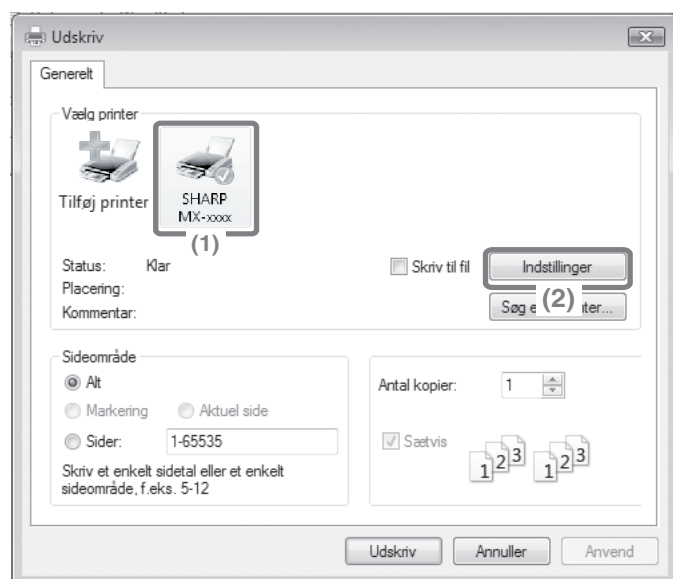 Udskriv
Generelt
Vælg printer
Tilføj printer
SHARP
MX-xxxx
(1)
Status: Klar
Placering:
Kommentar:
Skriv til fil
Indstillinger
(2)
Søg e
ter...
Sideområde
Alt
Markering
Aktuel side
Sider: 1-65535
Skriv et enkelt sidetal eller et enkelt
sideområde, f.eks. 5-12
Antal kopier: 1
Sætvis
1 2 3 1 2 3
Udskriv
Annuller
Anvend